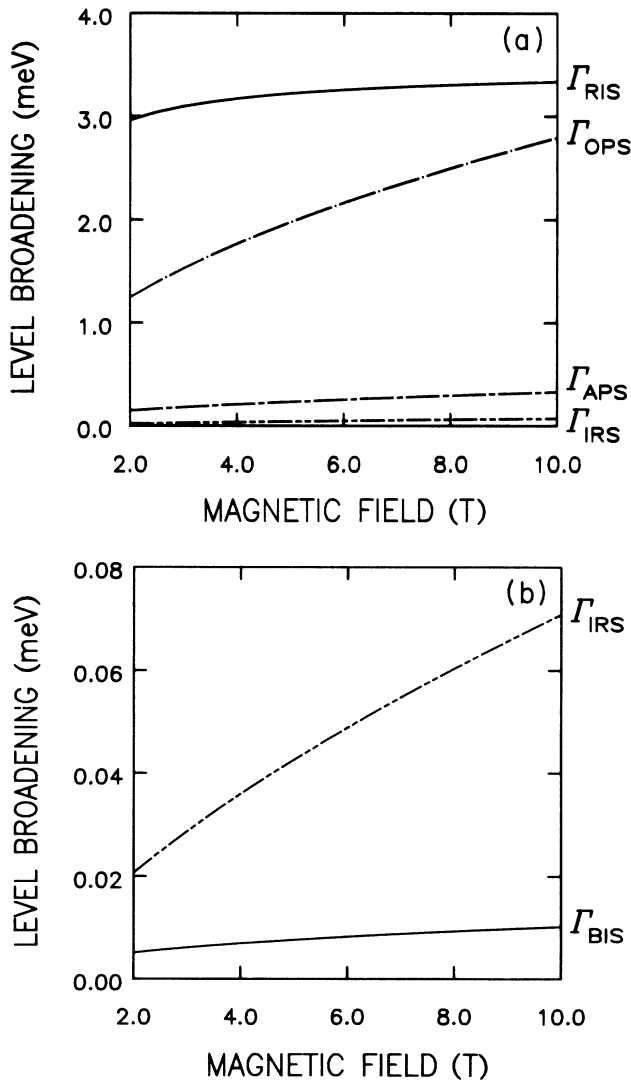 (a)
LEVEL BROADENING (meV)
4.0
3.0
2.0
1.0
0.0
Γ_RIS
Γ_OPS
Γ_APS
Γ_IRS
2.0 4.0 6.0 8.0 10.0
MAGNETIC FIELD (T)
(b)
LEVEL BROADENING (meV)
0.08
0.06
0.04
0.02
0.00
Γ_IRS
Γ_BIS
2.0 4.0 6.0 8.0 10.0
MAGNETIC FIELD (T)